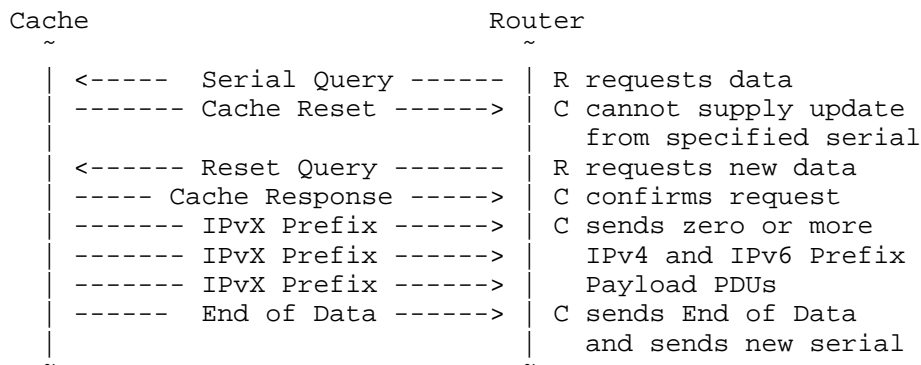 Cache                         Router
  ~                             ~
  | <-----  Serial Query ------ | R requests data
  | ------- Cache Reset ------> | C cannot supply update
  |                             |   from specified serial
  | <------ Reset Query ------- | R requests new data
  | ----- Cache Response -----> | C confirms request
  | ------- IPvX Prefix ------> | C sends zero or more
  | ------- IPvX Prefix ------> |   IPv4 and IPv6 Prefix
  | ------- IPvX Prefix ------> |   Payload PDUs
  | ------  End of Data ------> | C sends End of Data
  |                             |   and sends new serial
  ~                             ~